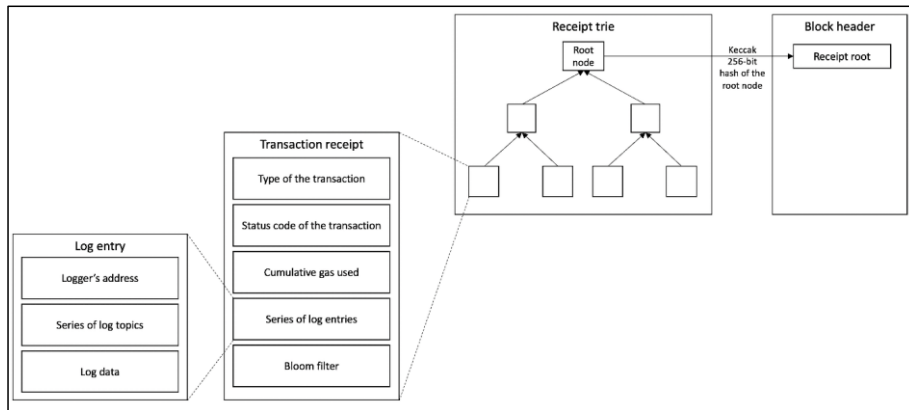 Receipt trie
Root
node
Keccak
256-bit
hash of the
root node
Block header
Receipt root
Transaction receipt
Type of the transaction
Status code of the transaction
Cumulative gas used
Series of log entries
Bloom filter
Log entry
Logger's address
Series of log topics
Log data